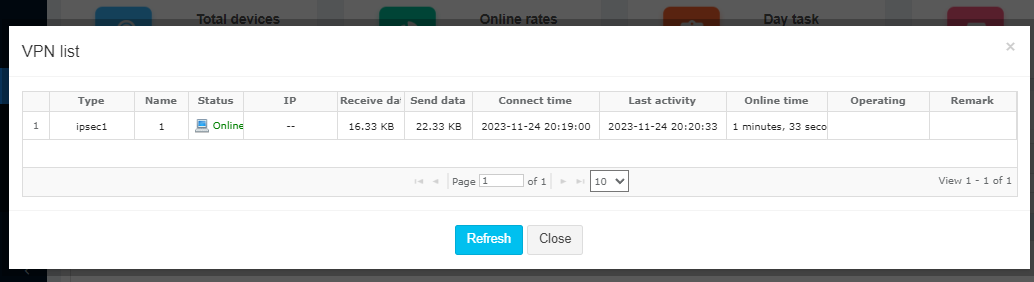 Total devices
Online rates
Day task
VPN list
×
Type Name Status IP Receive dat Send data Connect time Last activity Online time Operating Remark
1 ipsec1 1 Online -- 16.33 KB 22.33 KB 2023-11-24 20:19:00 2023-11-24 20:20:33 1 minutes, 33 seco
Page 1 of 1 10 View 1 - 1 of 1
Refresh Close